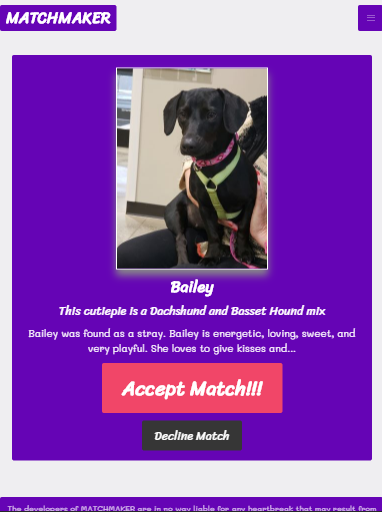 MATCHMAKER
Bailey
This cutiepie is a Dachshund and Basset Hound mix
Bailey was found as a stray. Bailey is energetic, loving, sweet, and
very playful. She loves to give kisses and...
Accept Match!!!
Decline Match
The developers of MATCHMAKER are in no way liable for any heartbreak that may result from